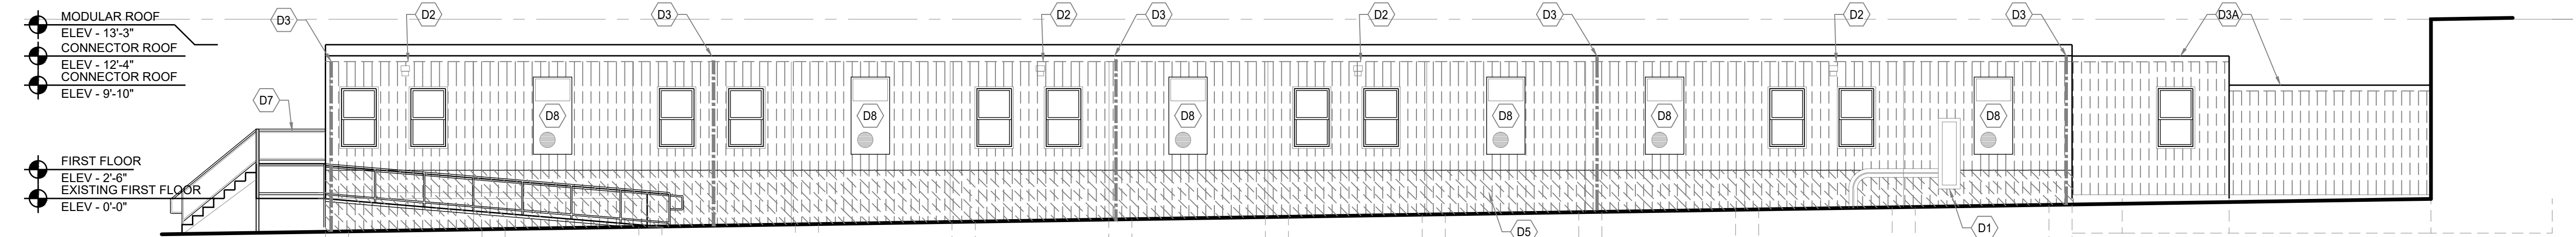 MODULAR ROOF
ELEV - 13'-3"
CONNECTOR ROOF
ELEV - 12'-4"
CONNECTOR ROOF
ELEV - 9'-10"
FIRST FLOOR
ELEV - 2'-6"
EXISTING FIRST FLOOR
ELEV - 0'-0"
D3
D2
D3
D2
D3
D2
D3
D2
D3
D3A
D7
D8
D8
D8
D8
D8
D8
D5
D1